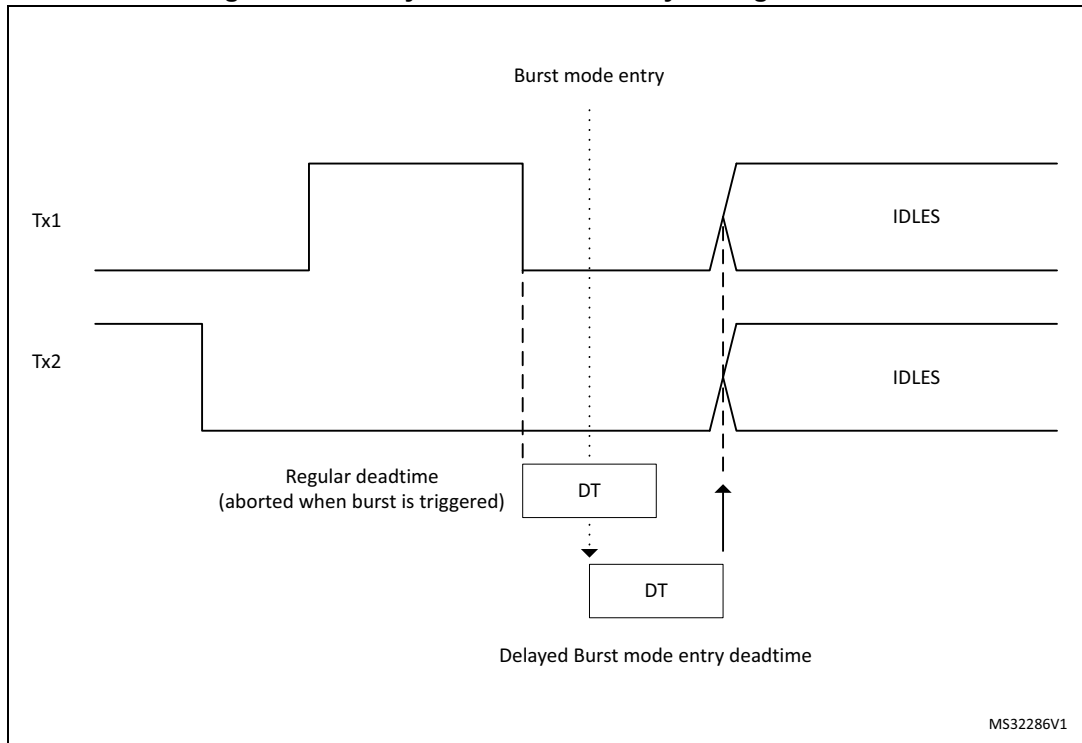 Burst mode entry
Tx1
IDLES
Tx2
IDLES
Regular deadtime
(aborted when burst is triggered)
DT
DT
Delayed Burst mode entry deadtime
MS32286V1